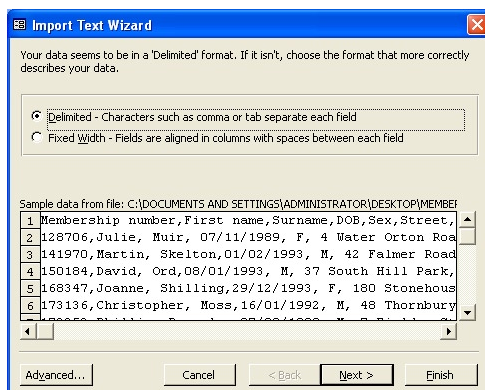 Import Text Wizard
Your data seems to be in a 'Delimited' format. If it isn't, choose the format that more correctly
describes your data.
Delimited - Characters such as comma or tab separate each field
Fixed Width - Fields are aligned in columns with spaces between each field
Sample data from file: C:\DOCUMENTS AND SETTINGS\ADMINISTRATOR\DESKTOP\MEMBER
1 Membership number,First name,Surname,DOB,Sex,Street,
2 128706,Julie, Muir, 07/11/1989, F, 4 Water Orton Roa
3 141970,Martin, Skelton,01/02/1993, M, 42 Falmer Road
4 150184,David, Ord,08/01/1993, M, 37 South Hill Park,
5 168347,Joanne, Shilling,29/12/1993, F, 180 Stonehous
6 173136,Christopher, Moss,16/01/1992, M, 48 Thornbury
Advanced... Cancel < Back Next > Finish